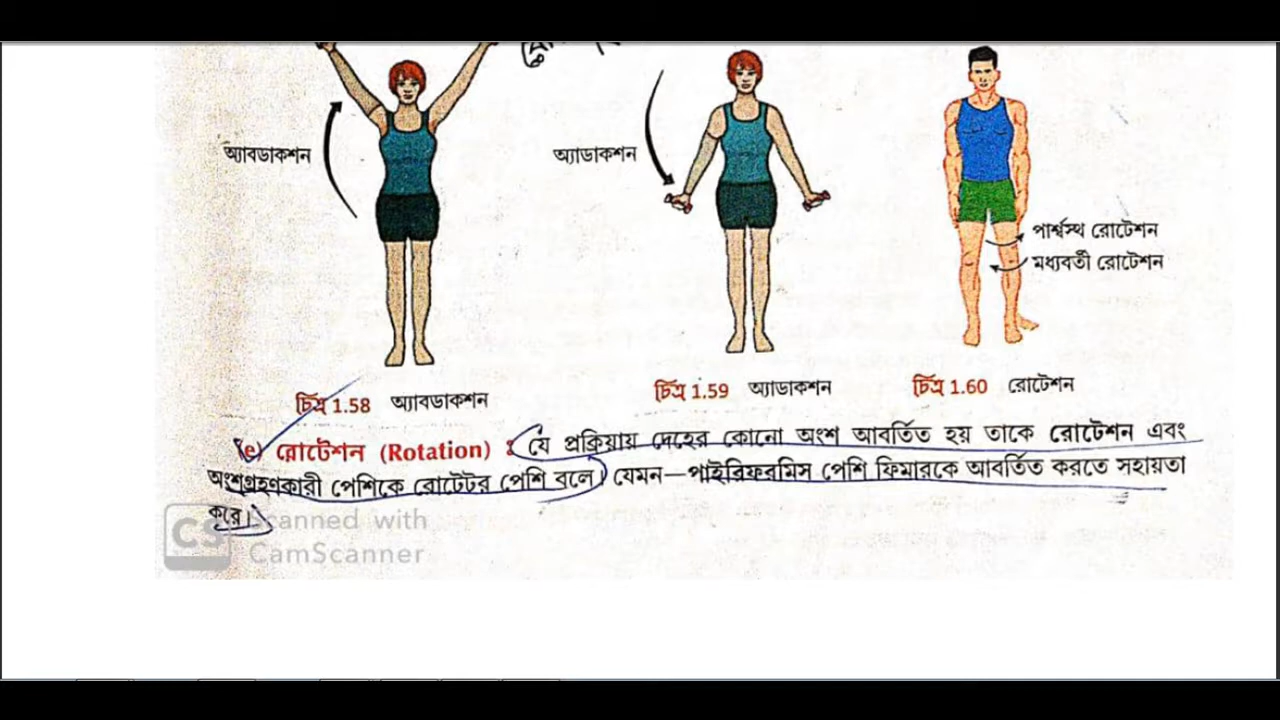 অ্যাবডাকশন
অ্যাডাকশন
পার্শ্বস্থ রোটেশন
মধ্যবর্তী রোটেশন
চিত্র 1.58 অ্যাবডাকশন
চিত্র 1.59 অ্যাডাকশন
চিত্র 1.60 রোটেশন
(e) রোটেশন (Rotation) : যে প্রক্রিয়ায় দেহের কোনো অংশ আবর্তিত হয় তাকে রোটেশন এবং
অংশগ্রহণকারী পেশিকে রোটেটর পেশি বলে। যেমন—পাইরিফরমিস পেশি ফিমারকে আবর্তিত করতে সহায়তা
করে।
CS Scanned with
CamScanner